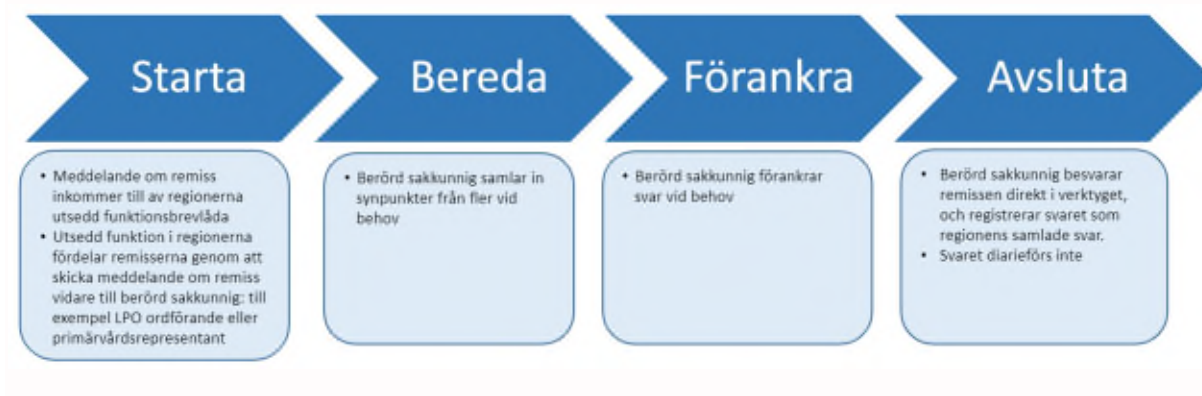 Starta
• Meddelande om remiss
inkommer till av regionerna
utsedd funktionsbrevlåda
• Utsedd funktion i regionerna
fördelar remisserna genom att
skicka meddelande om remiss
vidare till berörd sakkunnig: till
exempel LPO ordförande eller
primärvårdsrepresentant
Bereda
• Berörd sakkunnig samlar in
synpunkter från fler vid
behov
Förankra
• Berörd sakkunnig förankrar
svar vid behov
Avsluta
• Berörd sakkunnig besvarar
remissen direkt i verktyget,
och registrerar svaret som
regionens samlade svar.
• Svaret diarieförs inte